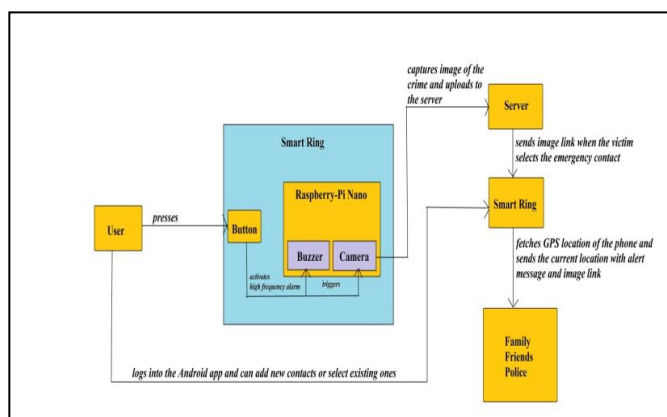 captures image of the
crime and uploads to
the server
Server
Smart Ring
sends image link when the victim
selects the emergency contact
Raspberry-Pi Nano
Smart Ring
User
presses
Button
fetches GPS location of the phone and
sends the current location with alert
message and image link
Buzzer
Camera
activates
high frequency alarm
triggers
Family
Friends
Police
logs into the Android app and can add new contacts or select existing ones